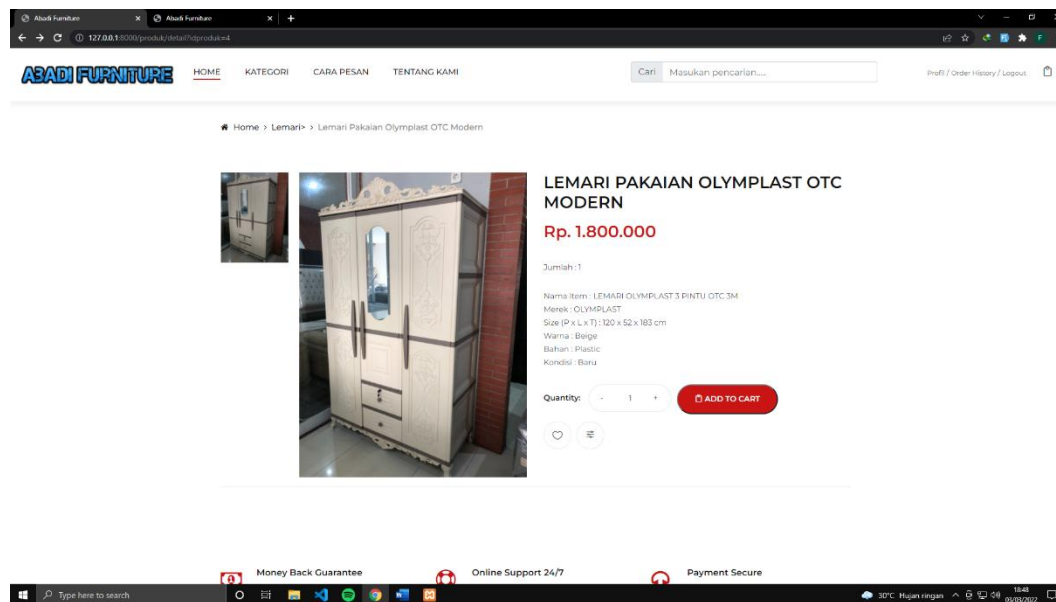 Abadi Furniture
Abadi Furniture
127.0.0.1:8000/produk/detail?idproduk=4
ABADI FURNITURE
HOME
KATEGORI
CARA PESAN
TENTANG KAMI
Cari
Masukan pencarian.....
Profil / Order History / Logout
Home > Lemari> > Lemari Pakaian Olymplast OTC Modern
LEMARI PAKAIAN OLYMPLAST OTC
MODERN
Rp. 1.800.000
Jumlah : 1
Nama Item : LEMARI OLYMPLAST 3 PINTU OTC 3M
Merek : OLYMPLAST
Size (P x L x T) : 120 x 52 x 183 cm
Warna : Beige
Bahan : Plastic
Kondisi : Baru
Quantity: - 1 +
ADD TO CART
Money Back Guarantee
Online Support 24/7
Payment Secure
Type here to search
30°C Hujan ringan
18:48
03/03/2022